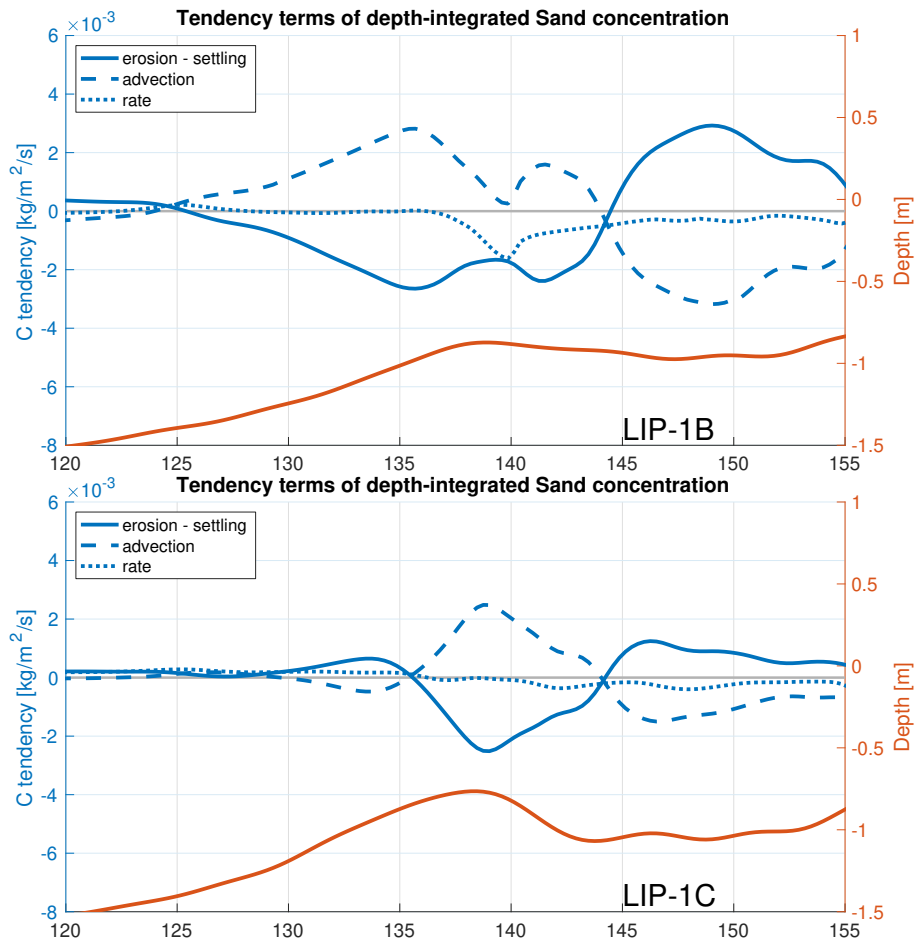 Tendency terms of depth-integrated Sand concentration
×10⁻³
6
4
2
0
-2
-4
-6
-8
C tendency [kg/m ²/s]
erosion - settling
advection
rate
1
0.5
0
-0.5
-1
-1.5
Depth [m]
LIP-1B
120 125 130 135 140 145 150 155
Tendency terms of depth-integrated Sand concentration
×10⁻³
6
4
2
0
-2
-4
-6
-8
C tendency [kg/m ²/s]
erosion - settling
advection
rate
1
0.5
0
-0.5
-1
-1.5
Depth [m]
LIP-1C
120 125 130 135 140 145 150 155